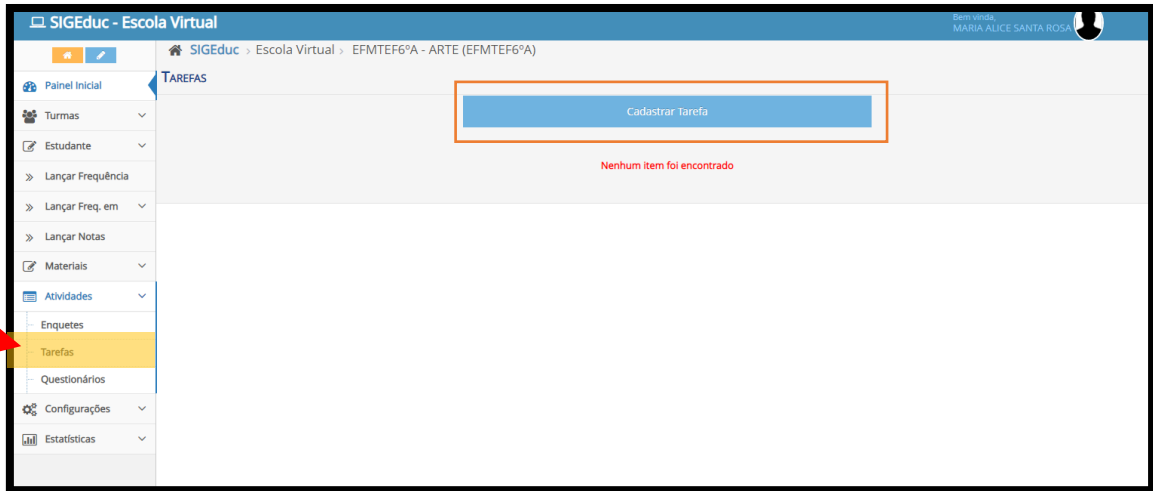 SIGEduc - Escola Virtual
Bem vinda,
MARIA ALICE SANTA ROSA
SIGEduc > Escola Virtual > EFMTEF6ºA - ARTE (EFMTEF6ºA)
Painel Inicial
Turmas
Estudante
Lançar Frequência
Lançar Freq. em
Lançar Notas
Materiais
Atividades
Enquetes
Tarefas
Questionários
Configurações
Estatísticas
TAREFAS
Cadastrar Tarefa
Nenhum item foi encontrado